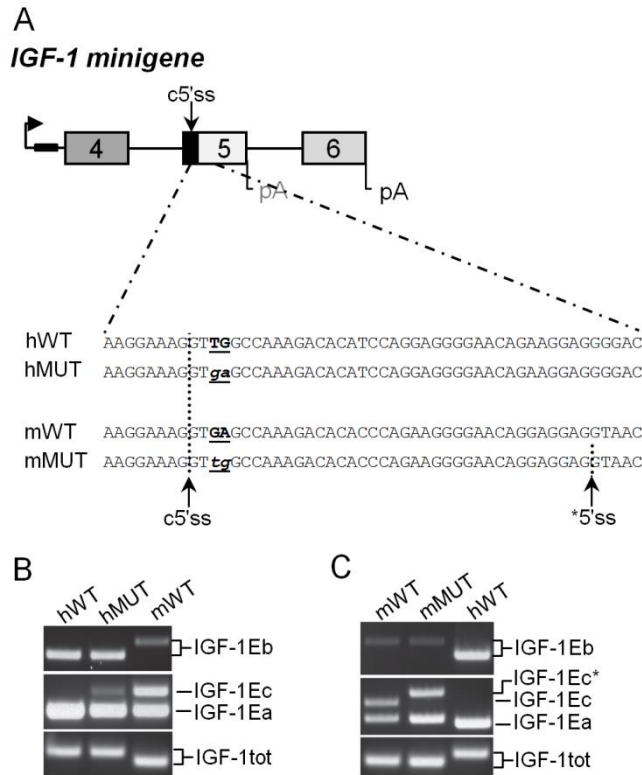 A
IGF-1 minigene
c5'ss
4
5
6
pA
pA
hWT AAGGAAAGGTTGGCCAAAGACACATCCAGGAGGGGAACAGAAGGAGGGGAC
hMUT AAGGAAAGGTgaGCCAAAGACACATCCAGGAGGGGAACAGAAGGAGGGGAC
mWT AAGGAAAGGTGAGCCAAAGACACACCCAGAAGGGGAACAGGAGGAGGTAAC
mMUT AAGGAAAGGTtgGCCAAAGACACACCCAGAAGGGGAACAGGAGGAGGTAAC
c5'ss
*5'ss
B
hWT hMUT mWT
IGF-1Eb
IGF-1Ec
IGF-1Ea
IGF-1tot
C
mWT mMUT hWT
IGF-1Eb
IGF-1Ec*
IGF-1Ec
IGF-1Ea
IGF-1tot